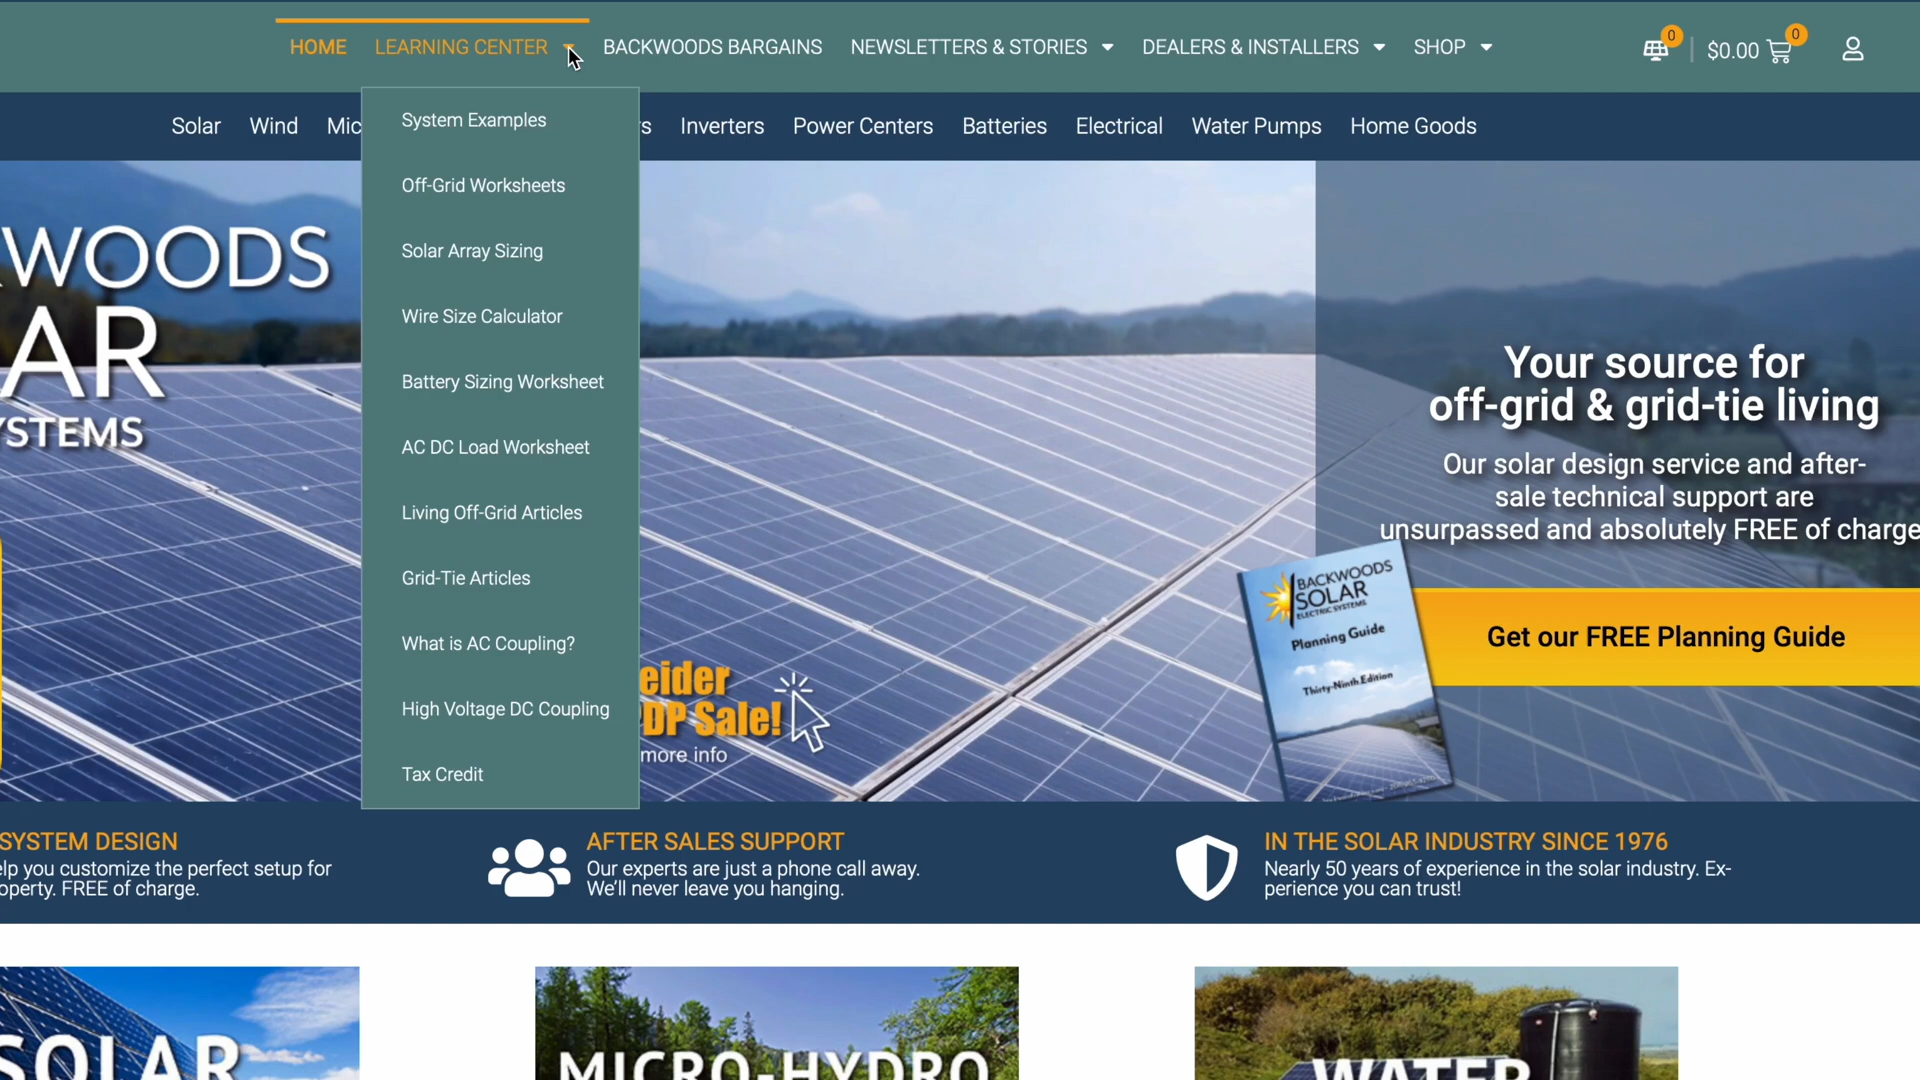 HOME LEARNING CENTER BACKWOODS BARGAINS NEWSLETTERS & STORIES DEALERS & INSTALLERS SHOP 0 $0.00 0
Solar Wind Mic s Inverters Power Centers Batteries Electrical Water Pumps Home Goods
System Examples
Off-Grid Worksheets
Solar Array Sizing
Wire Size Calculator
Battery Sizing Worksheet
AC DC Load Worksheet
Living Off-Grid Articles
Grid-Tie Articles
What is AC Coupling?
High Voltage DC Coupling
Tax Credit
WOODS
AR
YSTEMS
eider
DP Sale!
more info
Your source for
off-grid & grid-tie living
Our solar design service and after-
sale technical support are
unsurpassed and absolutely FREE of charge
BACKWOODS
SOLAR
ELECTRIC SYSTEMS
Planning Guide
Thirty-Ninth Edition
Get our FREE Planning Guide
SYSTEM DESIGN
elp you customize the perfect setup for
operty. FREE of charge.
AFTER SALES SUPPORT
Our experts are just a phone call away.
We'll never leave you hanging.
IN THE SOLAR INDUSTRY SINCE 1976
Nearly 50 years of experience in the solar industry. Ex-
perience you can trust!
SOLAR
MICRO-HYDRO
WATER